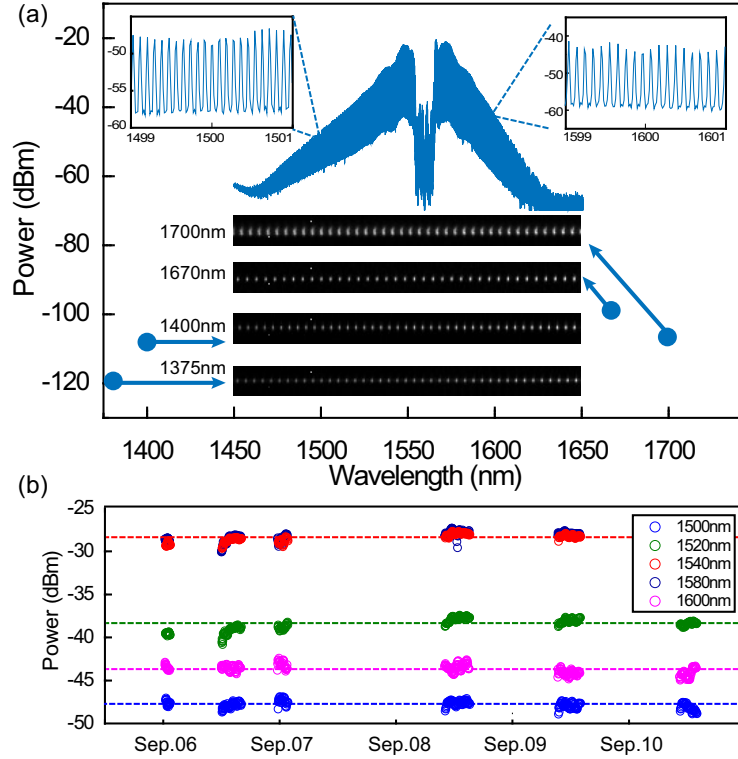 (a)
-20
-40
-60
-80
-100
-120
Power (dBm)
-50
-55
-60
1499
1500
1501
-40
-50
-60
1599
1600
1601
1700nm
1670nm
1400nm
1375nm
1400
1450
1500
1550
1600
1650
1700
Wavelength (nm)
(b)
-25
-30
-35
-40
-45
-50
Power (dBm)
1500nm
1520nm
1540nm
1580nm
1600nm
Sep.06
Sep.07
Sep.08
Sep.09
Sep.10